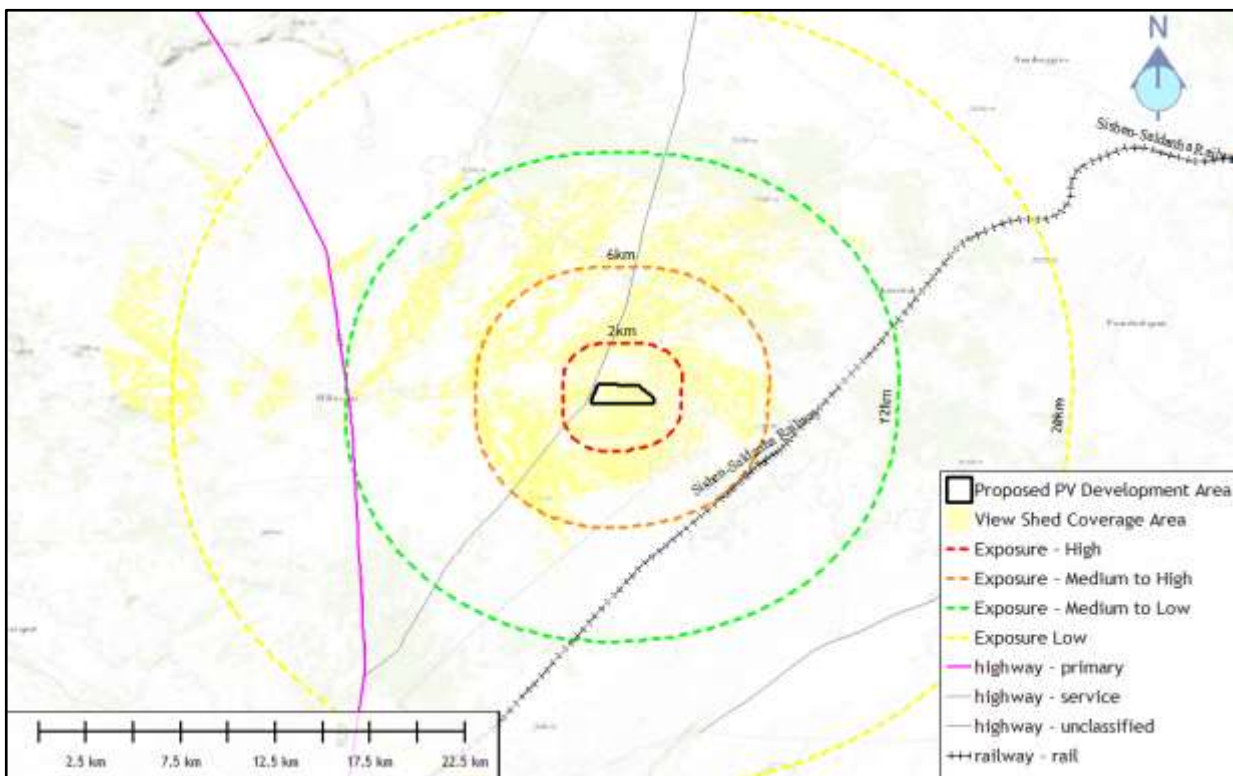 N
Sishen-Saldanha Railway
6km
2km
12km
20km
Sishen-Saldanha Railway
Proposed PV Development Area
View Shed Coverage Area
Exposure - High
Exposure - Medium to High
Exposure - Medium to Low
Exposure Low
highway - primary
highway - service
highway - unclassified
railway - rail
2.5 km
7.5 km
12.5 km
17.5 km
22.5 km